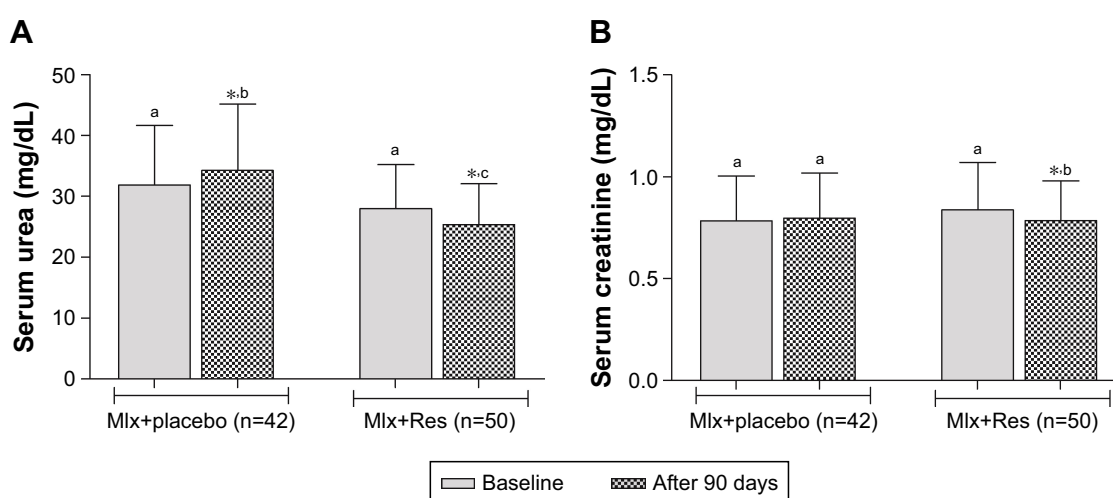 A
Serum urea (mg/dL)
50
40
30
20
10
0
a
*,b
a
*,c
Mlx+placebo (n=42)
Mlx+Res (n=50)
B
Serum creatinine (mg/dL)
1.5
1.0
0.5
0.0
a
a
a
*,b
Mlx+placebo (n=42)
Mlx+Res (n=50)
Baseline
After 90 days